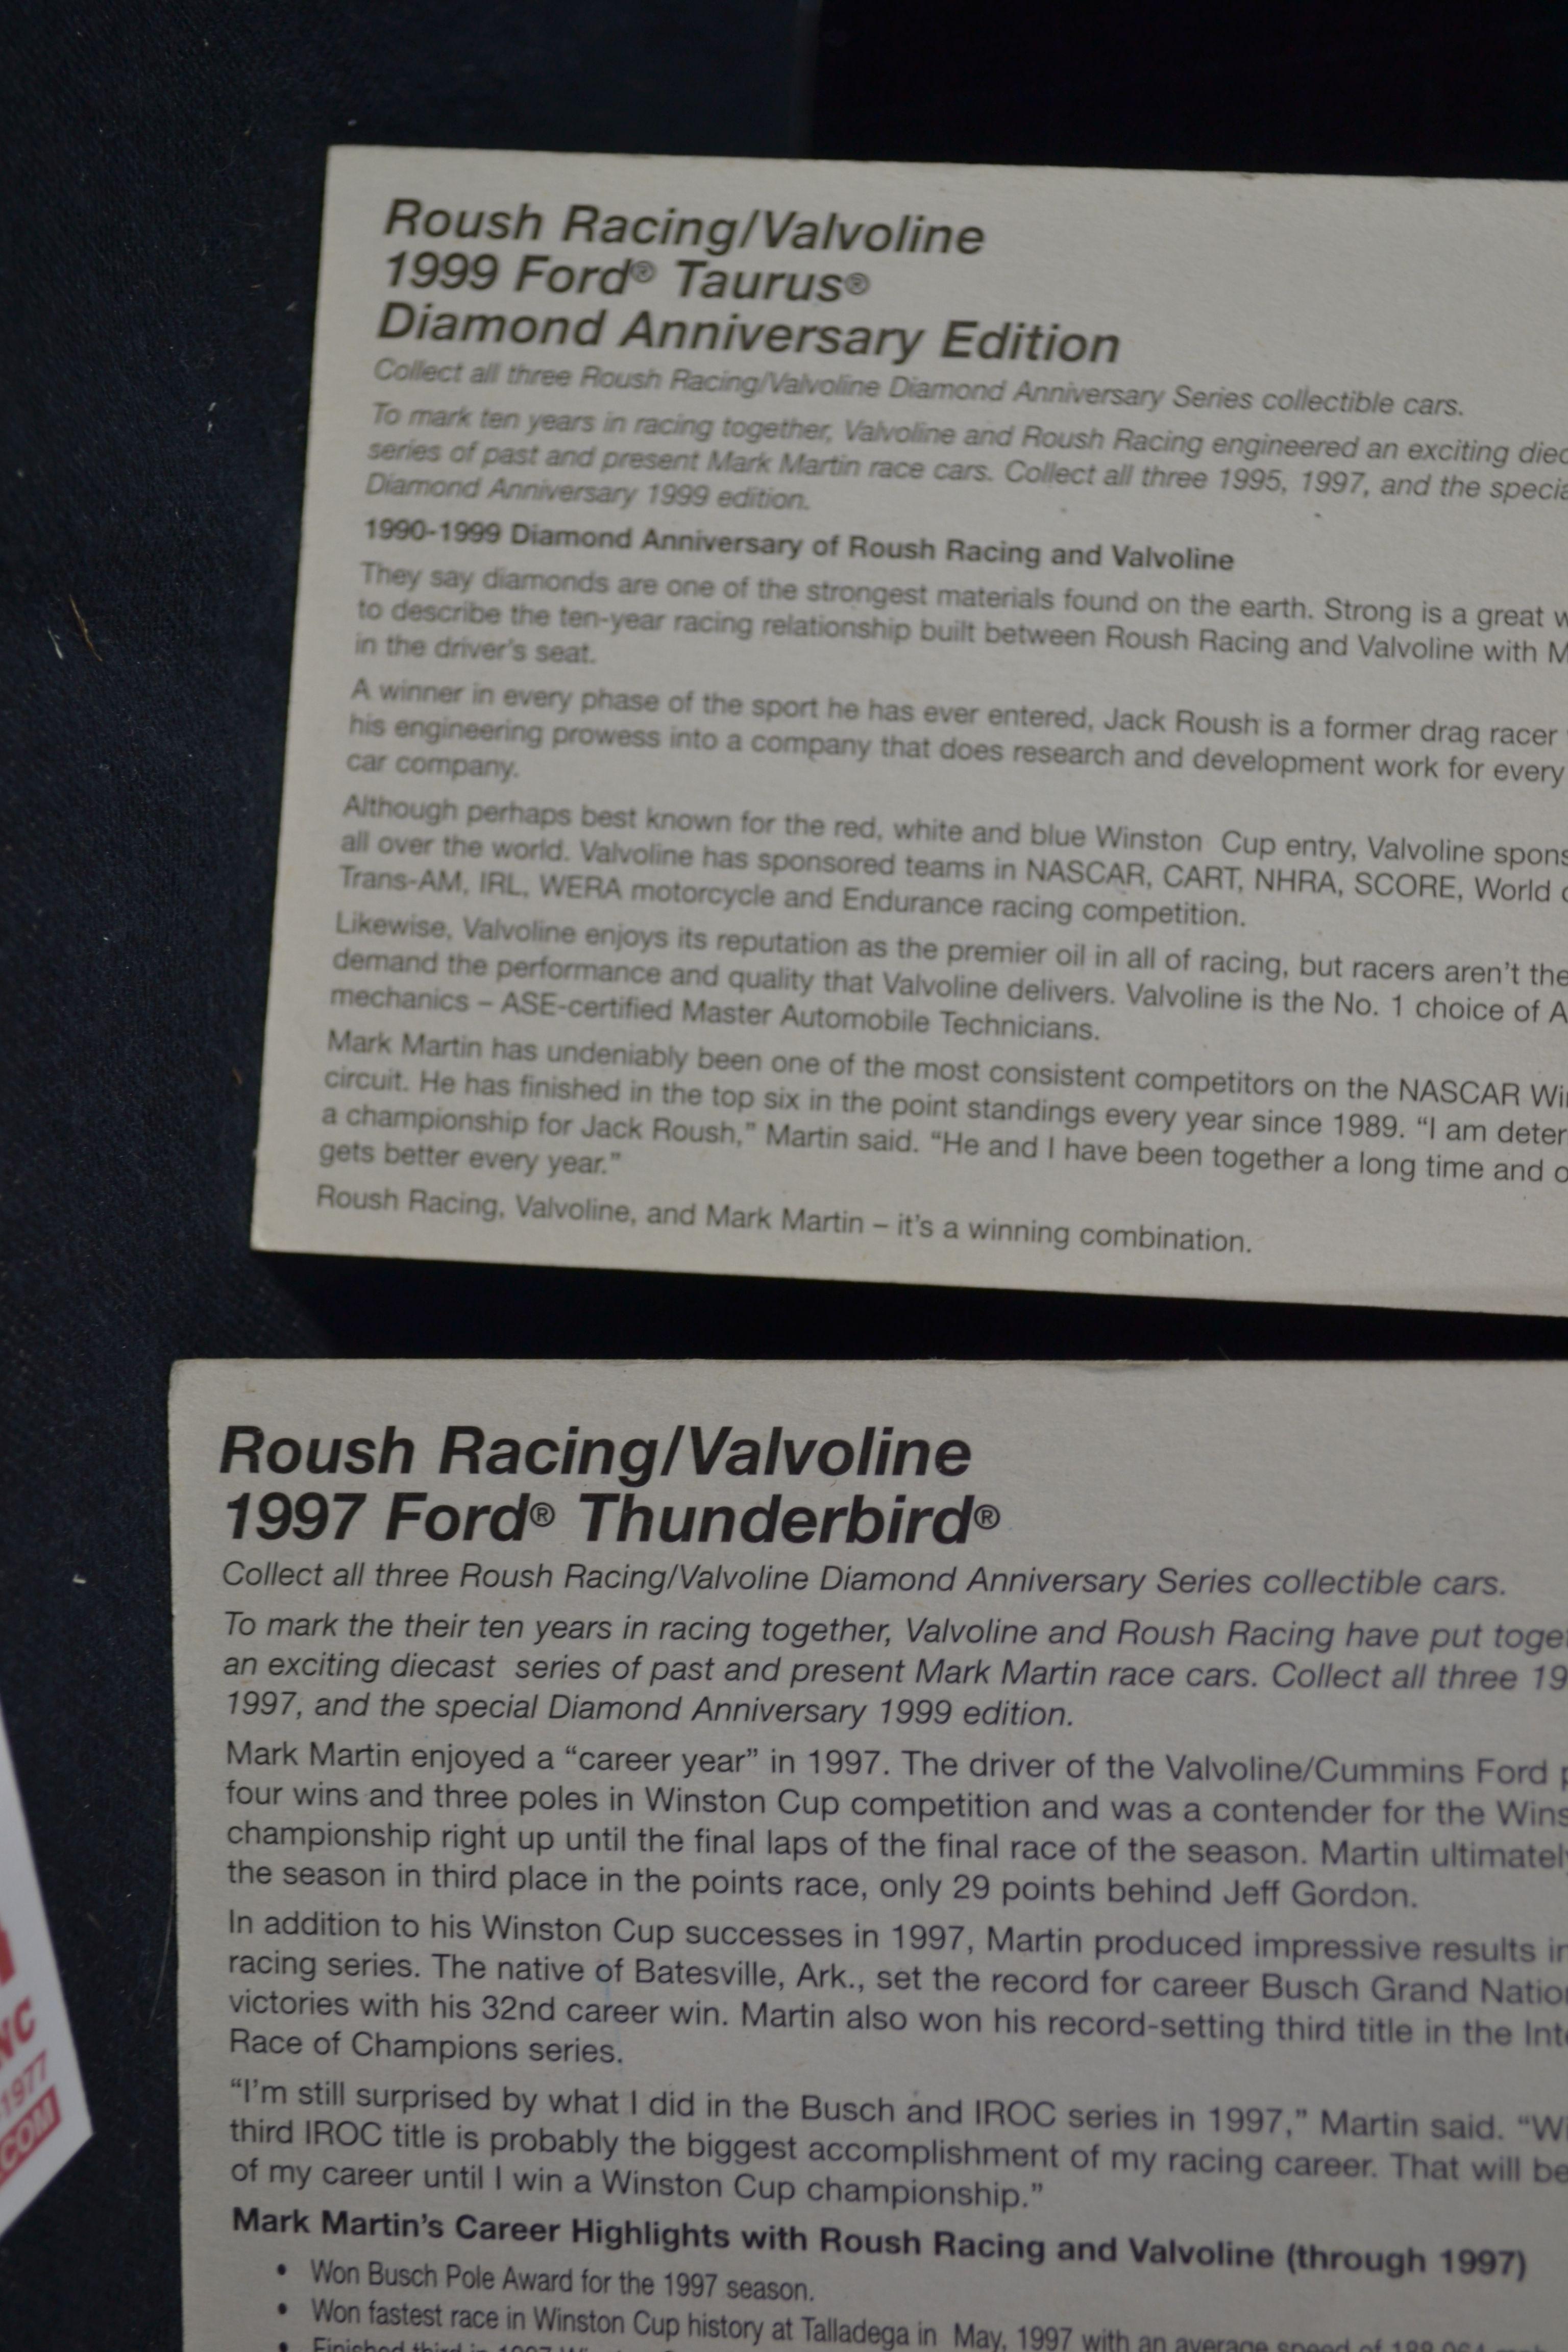 Roush Racing/Valvoline
1999 Ford® Taurus®
Diamond Anniversary Edition
Collect all three Roush Racing/Valvoline Diamond Anniversary Series collectible cars.
To mark ten years in racing together, Valvoline and Roush Racing engineered an exciting
series of past and present Mark Martin race cars. Collect all three 1995, 1997, and the
Diamond Anniversary 1999 edition.
1990-1999 Diamond Anniversary of Roush Racing and Valvoline
They say diamonds are one of the strongest materials found on the earth. Strong is a great
to describe the ten-year racing relationship built between Roush Racing and Valvoline with
in the driver's seat.
A winner in every phase of the sport he has ever entered, Jack Roush is a former drag racer
his engineering prowess into a company that does research and development work for every
car company.
Although perhaps best known for the red, white and blue Winston Cup entry, Valvoline
all over the world. Valvoline has sponsored teams in NASCAR, CART, NHRA, SCORE, World
Trans-AM, IRL, WERA motorcycle and Endurance racing competition.
Likewise, Valvoline enjoys its reputation as the premier oil in all of racing, but racers aren't the
demand the performance and quality that Valvoline delivers. Valvoline is the No. 1 choice of
mechanics – ASE-certified Master Automobile Technicians.
Mark Martin has undeniably been one of the most consistent competitors on the NASCAR
circuit. He has finished in the top six in the point standings every year since 1989. “I am
a championship for Jack Roush,” Martin said. “He and I have been together a long time and
gets better every year.”
Roush Racing, Valvoline, and Mark Martin – it's a winning combination.
Roush Racing/Valvoline
1997 Ford® Thunderbird®
Collect all three Roush Racing/Valvoline Diamond Anniversary Series collectible cars.
To mark the their ten years in racing together, Valvoline and Roush Racing have put
an exciting diecast series of past and present Mark Martin race cars. Collect all three
1997, and the special Diamond Anniversary 1999 edition.
Mark Martin enjoyed a “career year” in 1997. The driver of the Valvoline/Cummins Ford
four wins and three poles in Winston Cup competition and was a contender for the
championship right up until the final laps of the final race of the season. Martin
the season in third place in the points race, only 29 points behind Jeff Gordon.
In addition to his Winston Cup successes in 1997, Martin produced impressive results
racing series. The native of Batesville, Ark., set the record for career Busch Grand
victories with his 32nd career win. Martin also won his record-setting third title in the
Race of Champions series.
“I'm still surprised by what I did in the Busch and IROC series in 1997,” Martin said.
third IROC title is probably the biggest accomplishment of my racing career. That will be
of my career until I win a Winston Cup championship.”
Mark Martin's Career Highlights with Roush Racing and Valvoline (through 1997)
• Won Busch Pole Award for the 1997 season.
• Won fastest race in Winston Cup history at Talladega in May, 1997 with an average speed of
1977
.COM